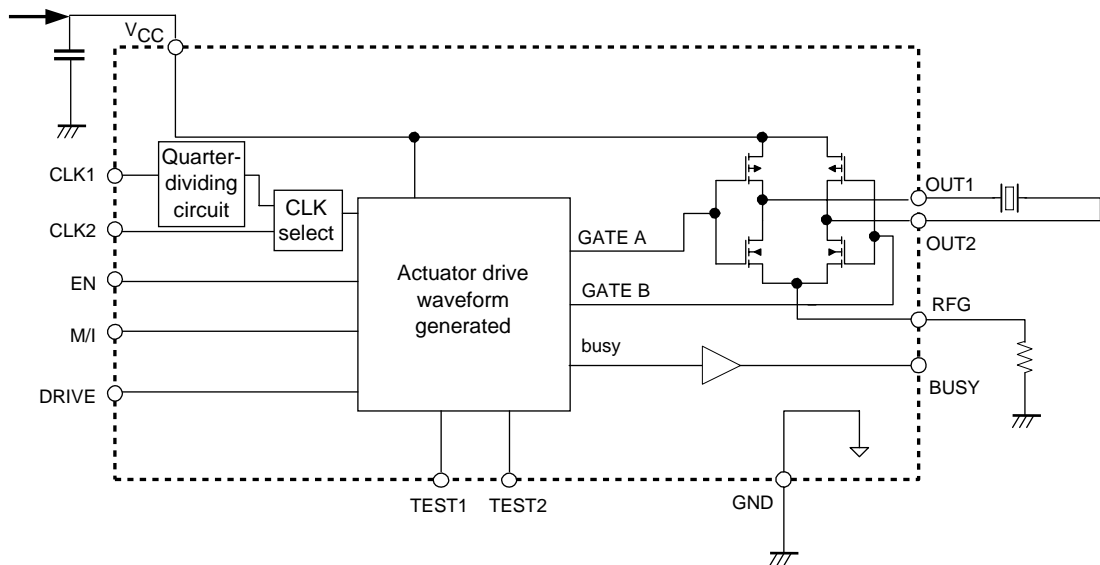 VCC
CLK1
Quarter-
dividing
circuit
CLK
select
CLK2
EN
M/I
DRIVE
Actuator drive
waveform
generated
GATE A
GATE B
busy
OUT1
OUT2
RFG
BUSY
TEST1
TEST2
GND